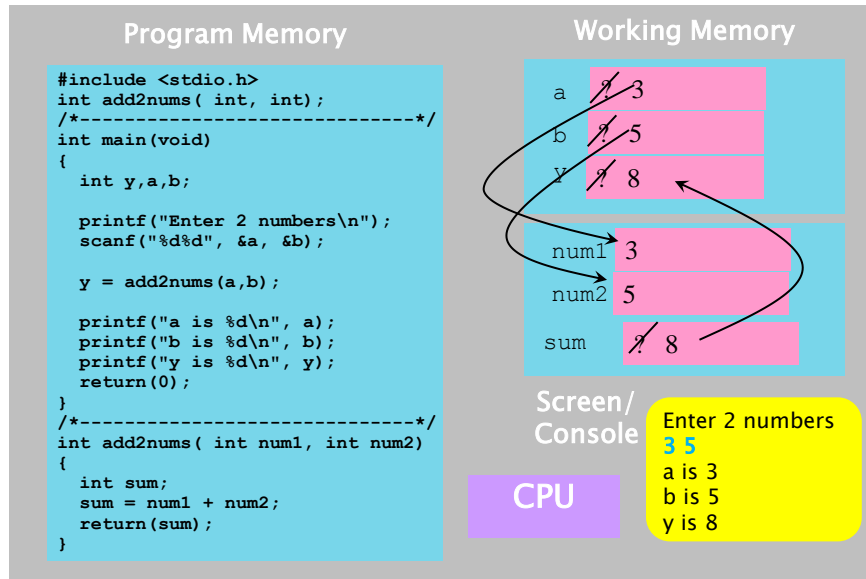 Program Memory
#include <stdio.h>
int add2nums( int, int);
/*-------------------------------*/
int main(void)
{
  int y,a,b;

  printf("Enter 2 numbers\n");
  scanf("%d%d", &a, &b);

  y = add2nums(a,b);

  printf("a is %d\n", a);
  printf("b is %d\n", b);
  printf("y is %d\n", y);
  return(0);
}
/*-------------------------------*/
int add2nums( int num1, int num2)
{
  int sum;
  sum = num1 + num2;
  return(sum);
}
Working Memory
a ? 3
b ? 5
y ? 8
num1 3
num2 5
sum ? 8
Screen/
Console
Enter 2 numbers
3 5
a is 3
b is 5
y is 8
CPU